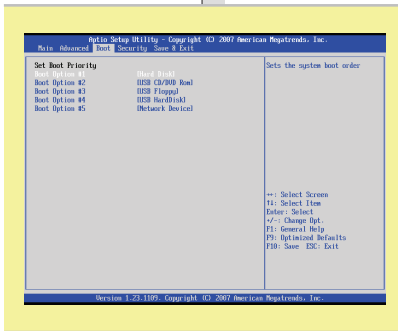 Aptio Setup Utility - Copyright (C) 2007 American Megatrends, Inc.
Main Advanced Boot Security Save & Exit
Set Boot Priority
Boot Option #1 [Hard Disk]
Boot Option #2 [USB CD/DVD Rom]
Boot Option #3 [USB Floppy]
Boot Option #4 [USB HardDisk]
Boot Option #5 [Network Device]
Sets the system boot order
↔: Select Screen
↑↓: Select Item
Enter: Select
+/-: Change Opt.
F1: General Help
F9: Optimized Defaults
F10: Save ESC: Exit
Version 1.23.1109. Copyright (C) 2007 American Megatrends, Inc.